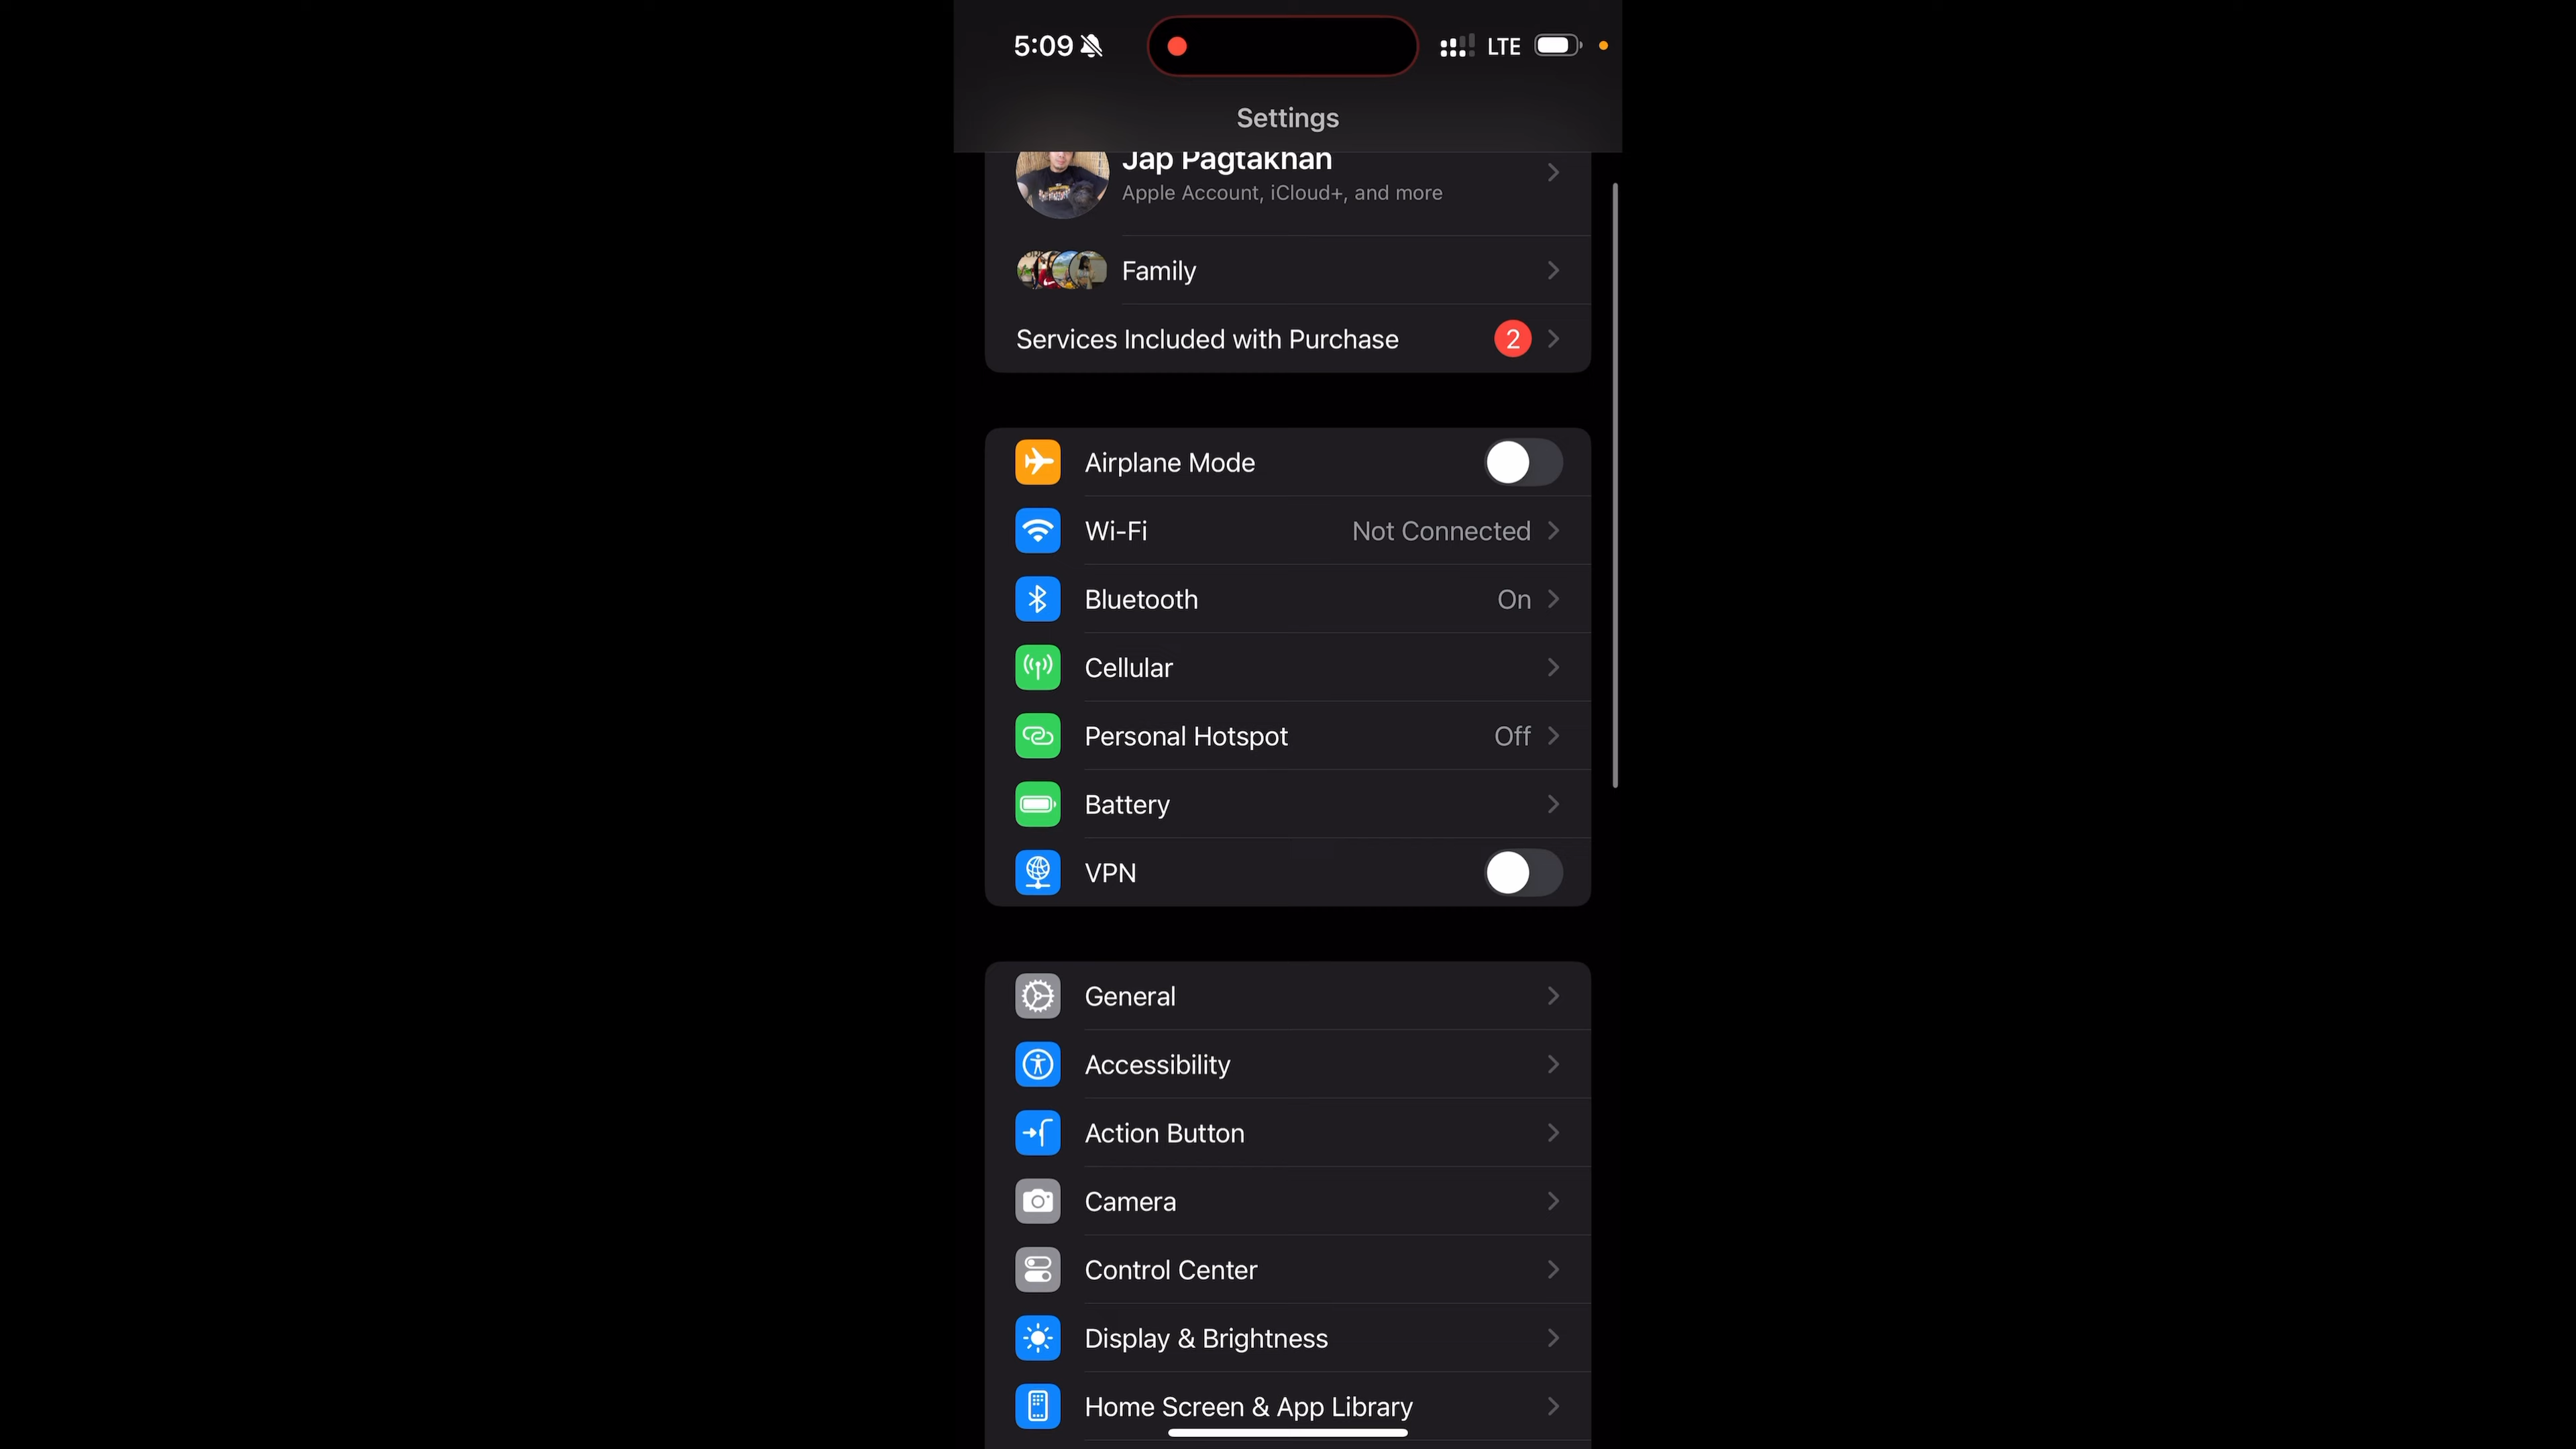 5:09
LTE
Settings
Jap Pagtakhan
Apple Account, iCloud+, and more
Family
Services Included with Purchase 2
Airplane Mode
Wi-Fi Not Connected
Bluetooth On
Cellular
Personal Hotspot Off
Battery
VPN
General
Accessibility
Action Button
Camera
Control Center
Display & Brightness
Home Screen & App Library